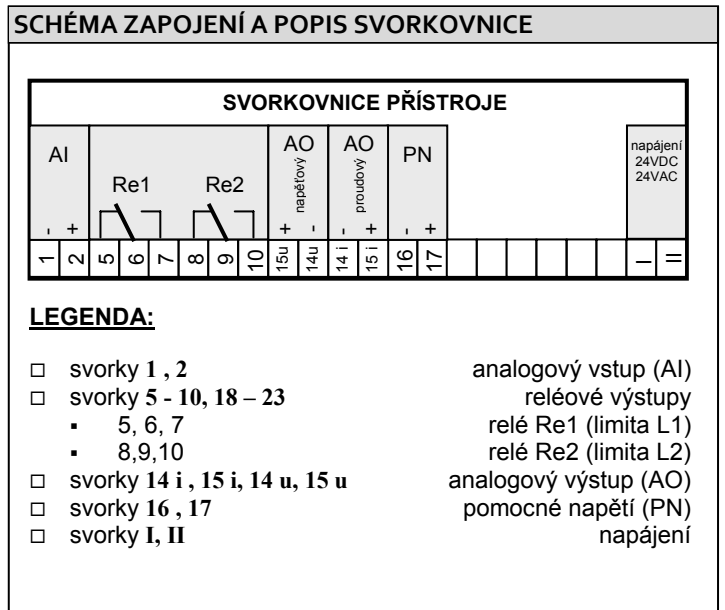 SCHÉMA ZAPOJENÍ A POPIS SVORKOVNICE
SVORKOVNICE PŘÍSTROJE
AI
Re1
Re2
AO
napěťový
AO
proudový
PN
napájení
24VDC
24VAC
- + + - - + - +
1 2 5 6 7 8 9 10 15u 14u 14 i 15 i 16 17 I II
LEGENDA:
□ svorky 1 , 2 analogový vstup (AI)
□ svorky 5 - 10, 18 – 23 reléové výstupy
▪ 5, 6, 7 relé Re1 (limita L1)
▪ 8,9,10 relé Re2 (limita L2)
□ svorky 14 i , 15 i, 14 u, 15 u analogový výstup (AO)
□ svorky 16 , 17 pomocné napětí (PN)
□ svorky I, II napájení